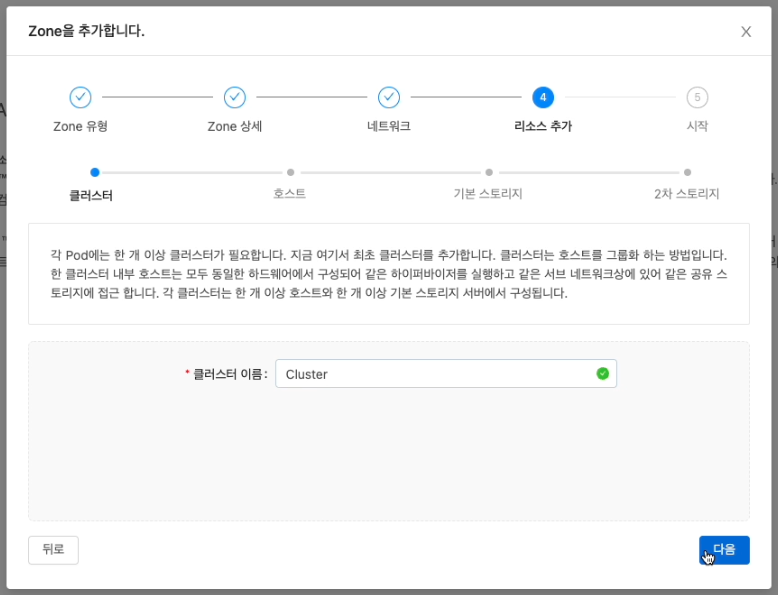 Zone을 추가합니다.
4
5
Zone 유형
Zone 상세
네트워크
리소스 추가
시작
클러스터
호스트
기본 스토리지
2차 스토리지
각 Pod에는 한 개 이상 클러스터가 필요합니다. 지금 여기서 최초 클러스터를 추가합니다. 클러스터는 호스트를 그룹화 하는 방법입니다.
한 클러스터 내부 호스트는 모두 동일한 하드웨어에서 구성되어 같은 하이퍼바이저를 실행하고 같은 서브 네트워크상에 있어 같은 공유 스
토리지에 접근 합니다. 각 클러스터는 한 개 이상 호스트와 한 개 이상 기본 스토리지 서버에서 구성됩니다.
* 클러스터 이름 : Cluster
뒤로
다음